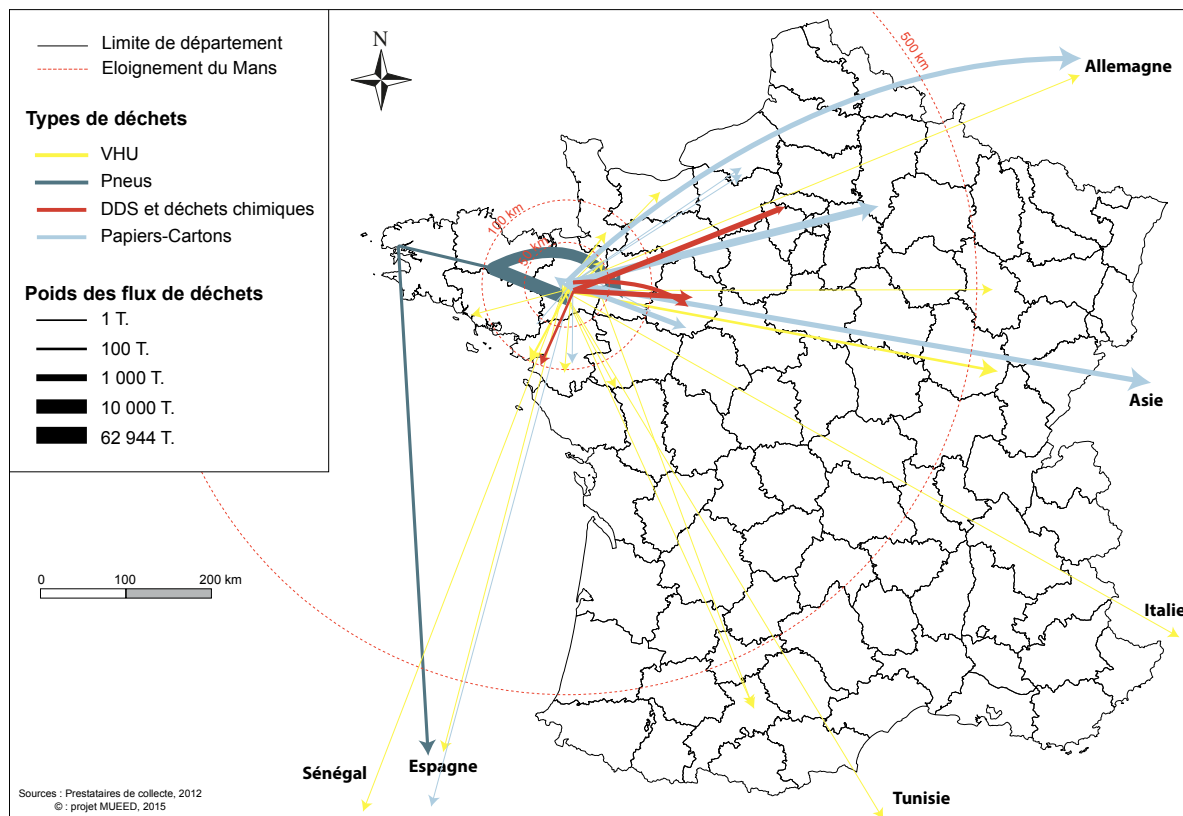 Limite de département
Eloignement du Mans
Types de déchets
VHU
Pneus
DDS et déchets chimiques
Papiers-Cartons
Poids des flux de déchets
1 T.
100 T.
1 000 T.
10 000 T.
62 944 T.
N
500 km
Allemagne
100 km
50 km
Asie
0 100 200 km
Italie
Sénégal
Espagne
Tunisie
Sources : Prestataires de collecte, 2012
© : projet MUEED, 2015